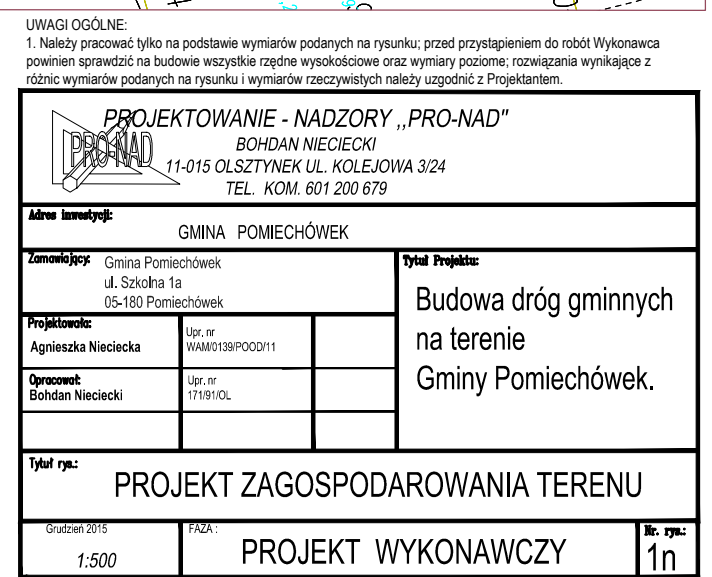 UWAGI OGÓLNE:
1. Należy pracować tylko na podstawie wymiarów podanych na rysunku; przed przystąpieniem do robót Wykonawca
powinien sprawdzić na budowie wszystkie rzędne wysokościowe oraz wymiary poziome; rozwiązania wynikające z
różnic wymiarów podanych na rysunku i wymiarów rzeczywistych należy uzgodnić z Projektantem.
PRO-NAD
PROJEKTOWANIE - NADZORY ,,PRO-NAD"
BOHDAN NIECIECKI
11-015 OLSZTYNEK UL. KOLEJOWA 3/24
TEL. KOM. 601 200 679
Adres inwestycji:
GMINA POMIECHÓWEK
Zamawiający:
Gmina Pomiechówek
ul. Szkolna 1a
05-180 Pomiechówek
Tytuł Projektu:
Budowa dróg gminnych
na terenie
Gminy Pomiechówek.
Projektowała:
Agnieszka Nieciecka
Upr. nr
WAM/0139/POOD/11
Opracował:
Bohdan Nieciecki
Upr. nr
171/91/OL
Tytuł rys.:
PROJEKT ZAGOSPODAROWANIA TERENU
Grudzień 2015
1:500
FAZA :
PROJEKT WYKONAWCZY
Nr. rys.:
1n